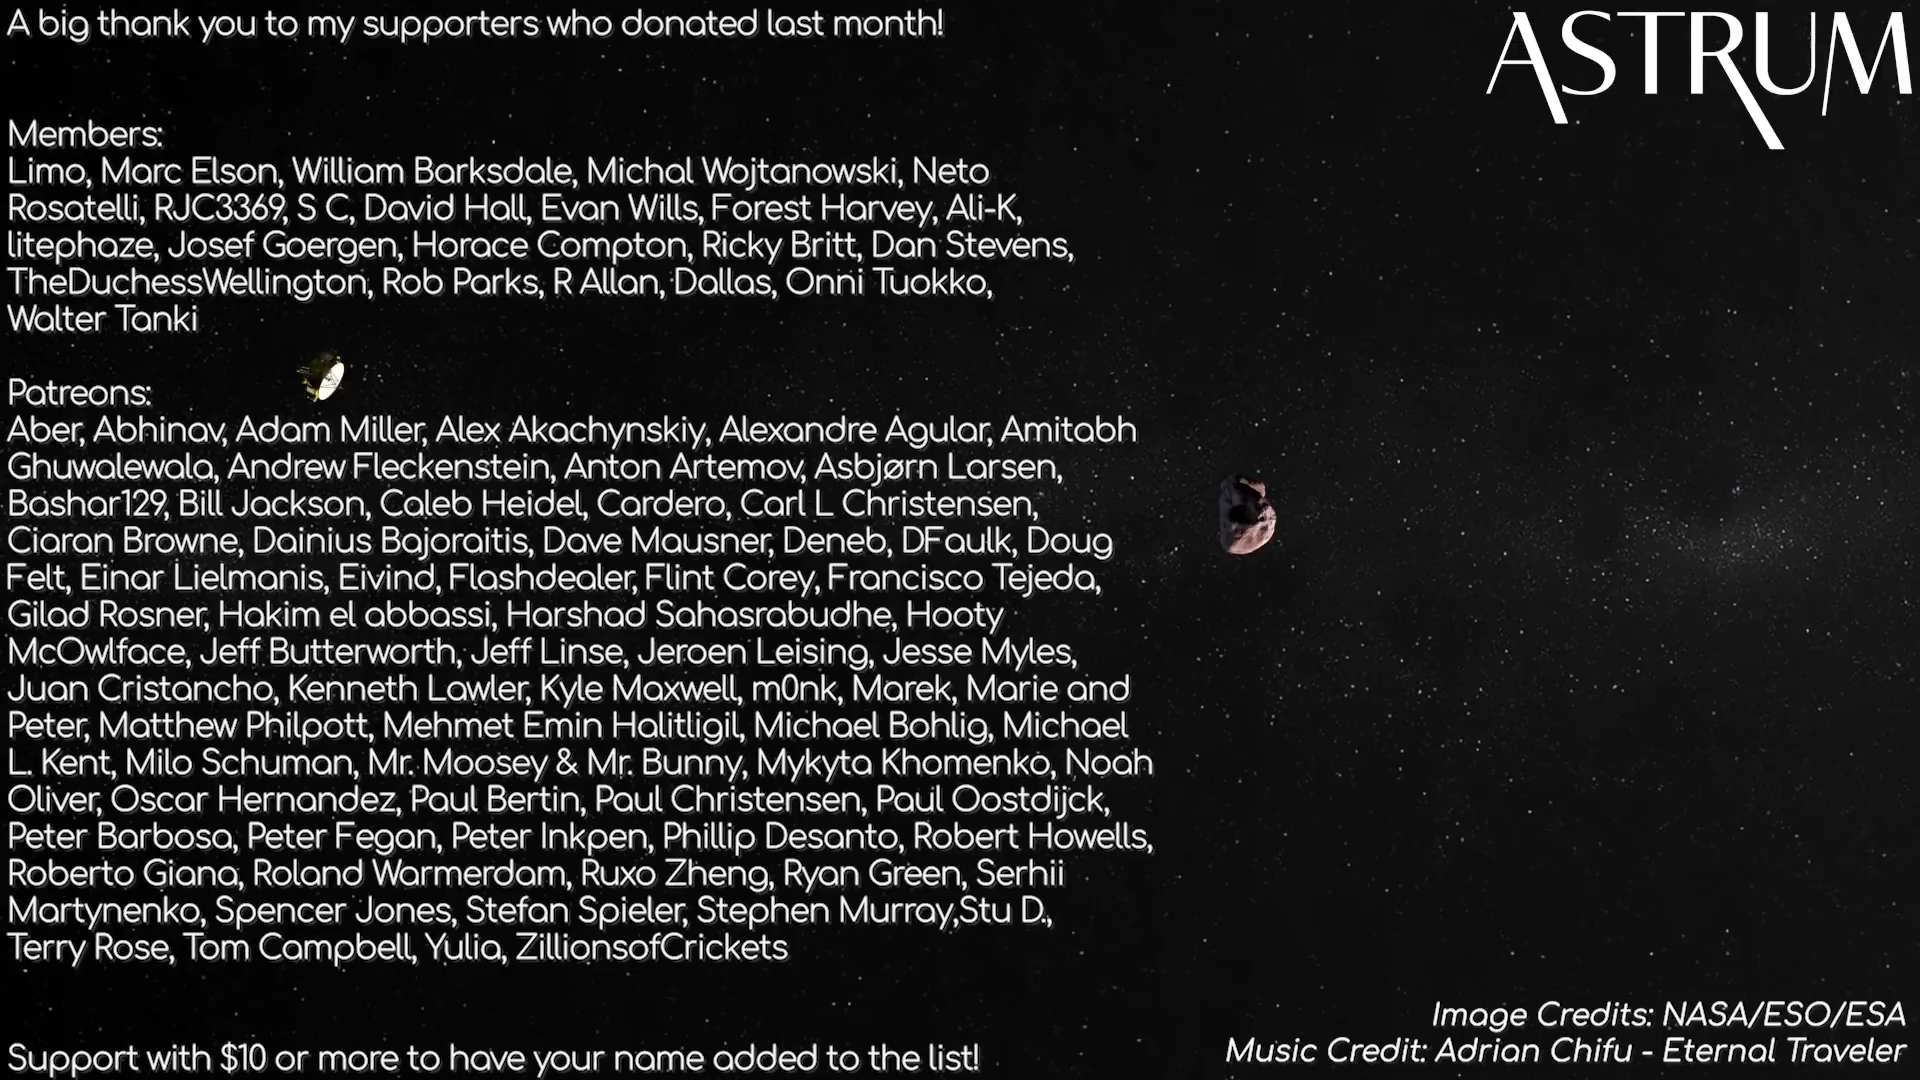 A big thank you to my supporters who donated last month!
ASTRUM
Members:
Limo, Marc Elson, William Barksdale, Michal Wojtanowski, Neto
Rosatelli, RJC3369, S C, David Hall, Evan Wills, Forest Harvey, Ali-K,
litephaze, Josef Goergen, Horace Compton, Ricky Britt, Dan Stevens,
TheDuchessWellington, Rob Parks, R Allan, Dallas, Onni Tuokko,
Walter Tanki
Patreons:
Aber, Abhinav, Adam Miller, Alex Akachynskiy, Alexandre Agular, Amitabh
Ghuwalewala, Andrew Fleckenstein, Anton Artemov, Asbjørn Larsen,
Bashar129, Bill Jackson, Caleb Heidel, Cardero, Carl L Christensen,
Ciaran Browne, Dainius Bajoraitis, Dave Mausner, Deneb, DFaulk, Doug
Felt, Einar Lielmanis, Eivind, Flashdealer, Flint Corey, Francisco Tejeda,
Gilad Rosner, Hakim el abbassi, Harshad Sahasrabudhe, Hooty
McOwlface, Jeff Butterworth, Jeff Linse, Jeroen Leising, Jesse Myles,
Juan Cristancho, Kenneth Lawler, Kyle Maxwell, m0nk, Marek, Marie and
Peter, Matthew Philpott, Mehmet Emin Halitligil, Michael Bohlig, Michael
L. Kent, Milo Schuman, Mr. Moosey & Mr. Bunny, Mykyta Khomenko, Noah
Oliver, Oscar Hernandez, Paul Bertin, Paul Christensen, Paul Oostdijck,
Peter Barbosa, Peter Fegan, Peter Inkpen, Phillip Desanto, Robert Howells,
Roberto Giana, Roland Warmerdam, Ruxo Zheng, Ryan Green, Serhii
Martynenko, Spencer Jones, Stefan Spieler, Stephen Murray,Stu D.,
Terry Rose, Tom Campbell, Yulia, ZillionsofCrickets
Support with $10 or more to have your name added to the list!
Image Credits: NASA/ESO/ESA
Music Credit: Adrian Chifu - Eternal Traveler